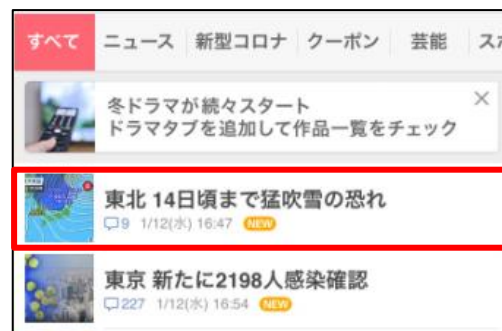 すべて ニュース 新型コロナ クーポン 芸能 スポ
冬ドラマが続々スタート
ドラマタブを追加して作品一覧をチェック
東北 14日頃まで猛吹雪の恐れ
9 1/12(水) 16:47 NEW
東京 新たに2198人感染確認
227 1/12(水) 16:54 NEW